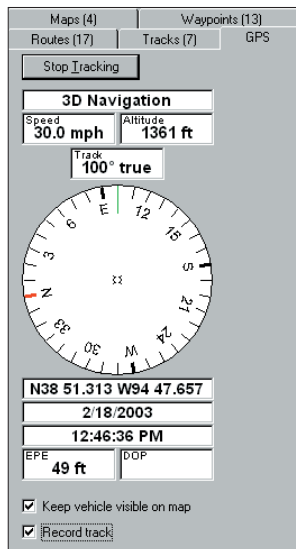 Maps (4) Waypoints (13)
Routes (17) Tracks (7) GPS
Stop Tracking
3D Navigation
Speed Altitude
30.0 mph 1361 ft
Track
100° true
E 12 15 S 21 24 W 30 33 N 3 6
N38 51.313 W94 47.657
2/18/2003
12:46:36 PM
EPE DOP
49 ft
Keep vehicle visible on map
Record track